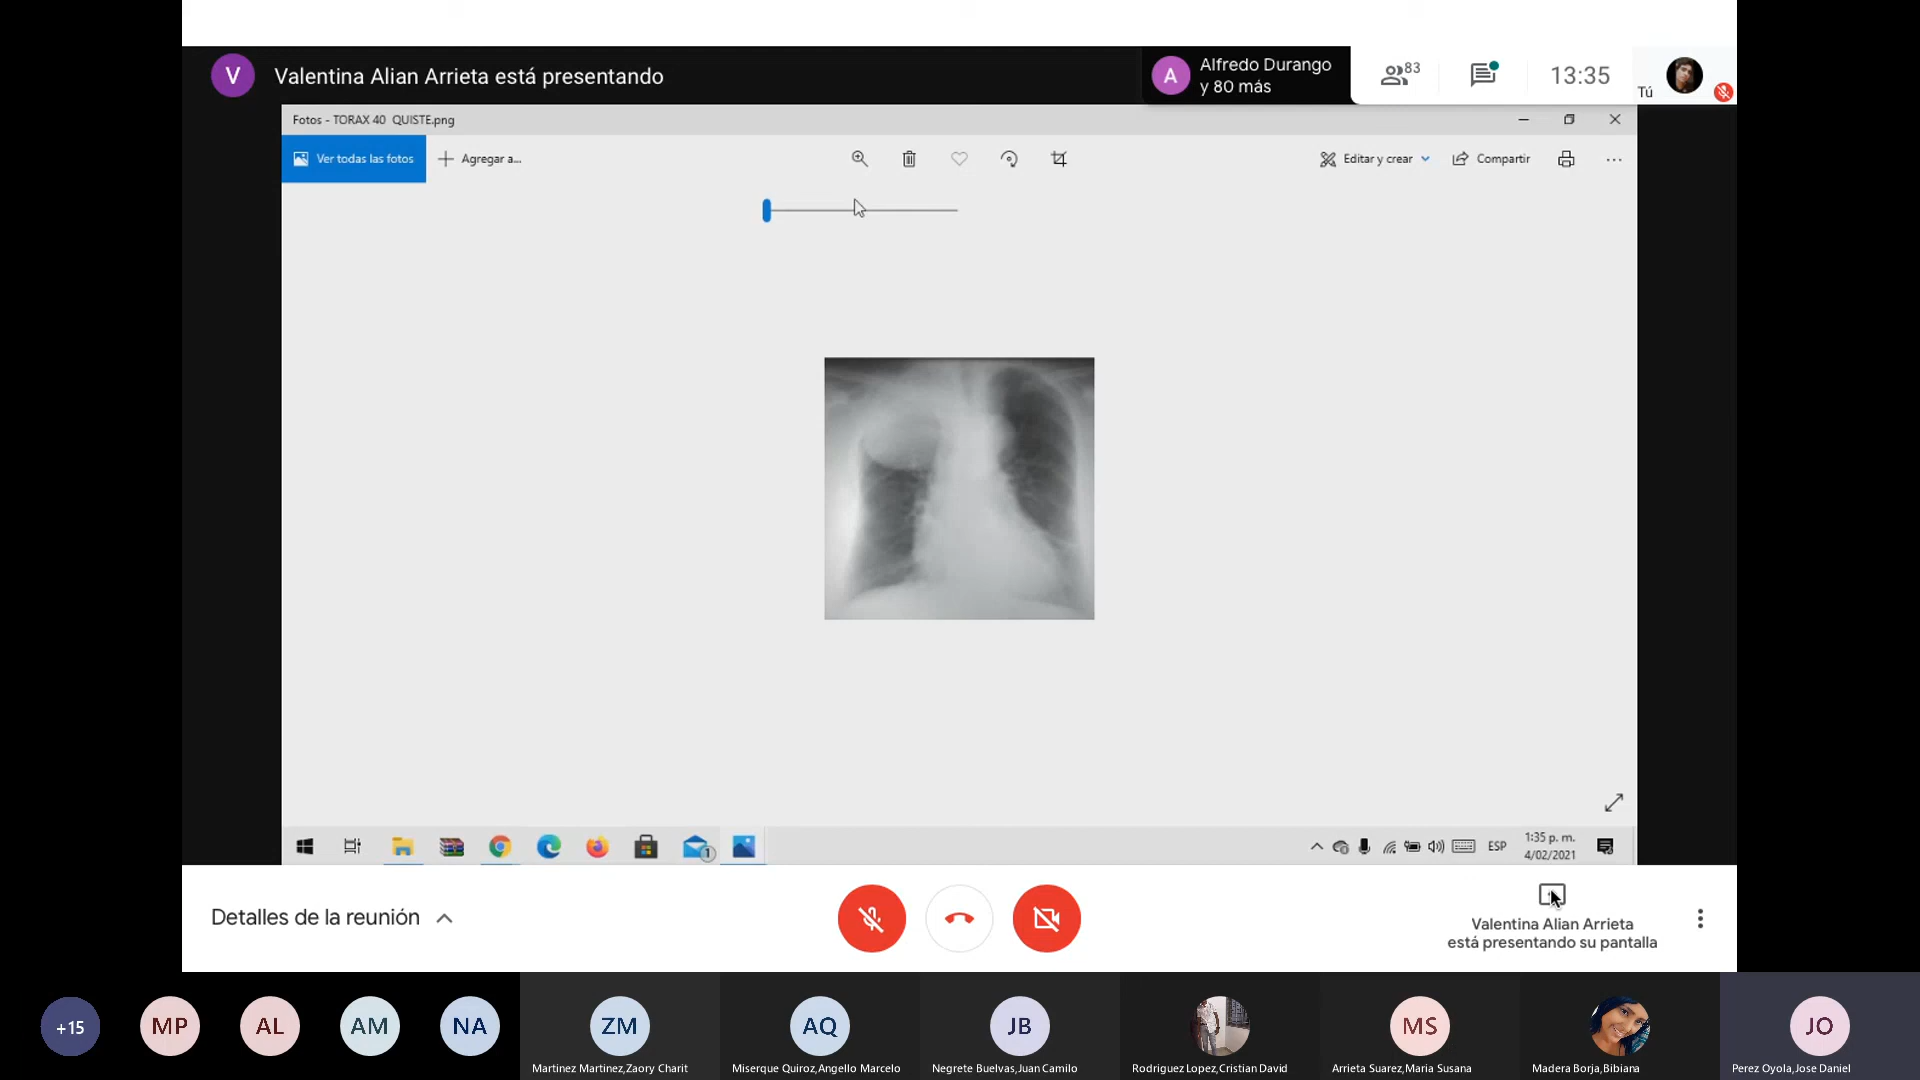 V
Valentina Alian Arrieta está presentando
A
Alfredo Durango
y 80 más
83
13:35
Tú
Fotos - TORAX 40 QUISTE.png
Ver todas las fotos
Agregar a...
Editar y crear
Compartir
1
ESP
1:35 p. m.
4/02/2021
Detalles de la reunión
Valentina Alian Arrieta
está presentando su pantalla
+15
MP
AL
AM
NA
ZM
AQ
JB
MS
JO
Martinez Martinez,Zaory Charit
Miserque Quiroz,Angello Marcelo
Negrete Buelvas,Juan Camilo
Rodriguez Lopez,Cristian David
Arrieta Suarez,Maria Susana
Madera Borja,Bibiana
Perez Oyola,Jose Daniel